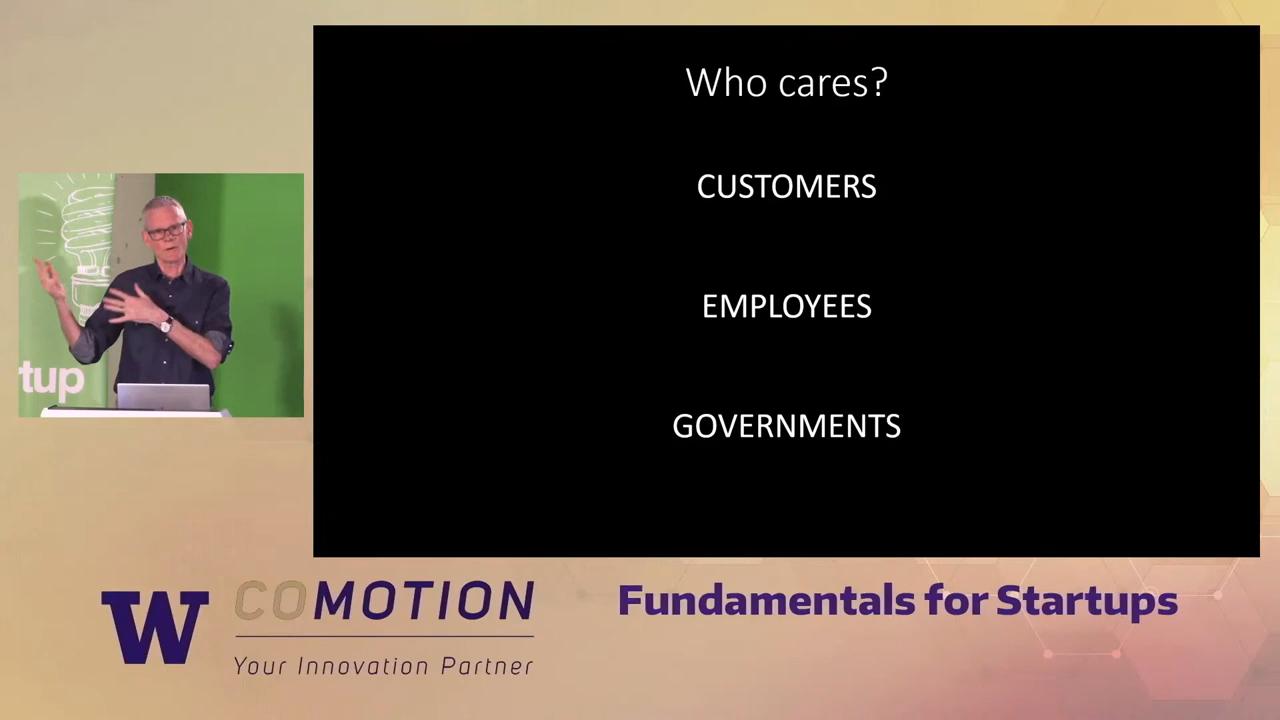 Who cares?
CUSTOMERS
EMPLOYEES
GOVERNMENTS
tup
W
COMOTION
Your Innovation Partner
Fundamentals for Startups